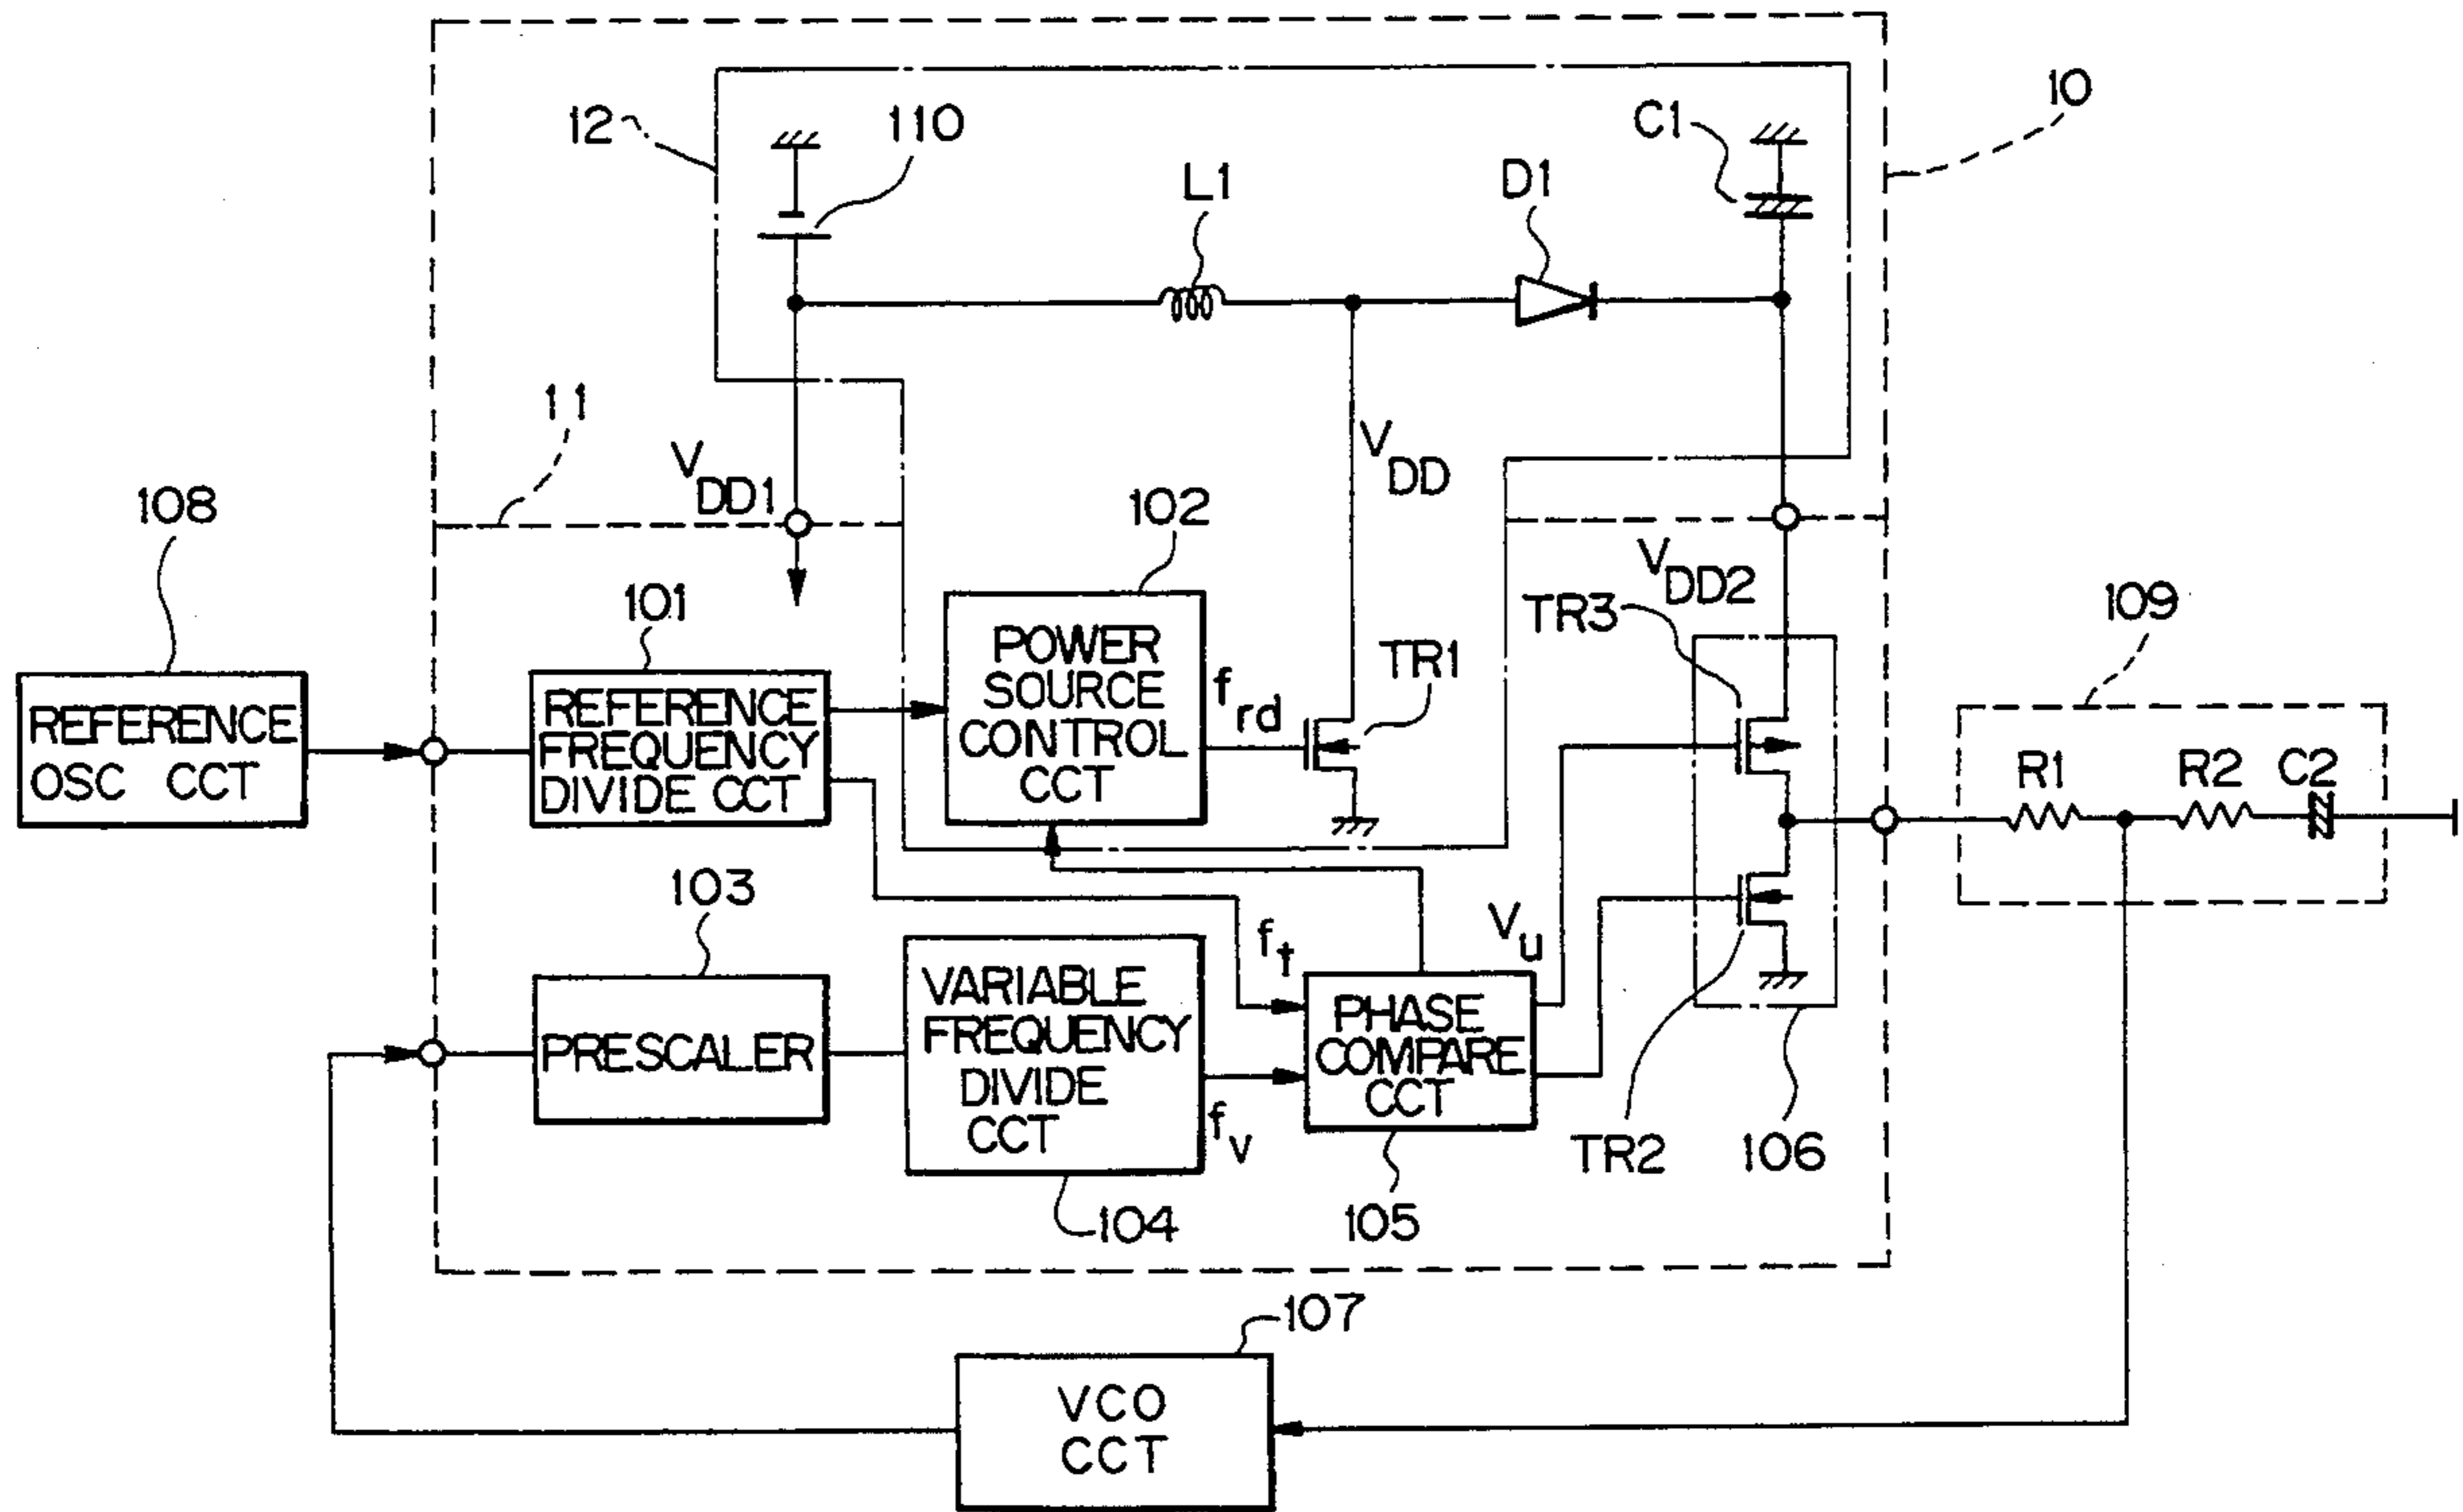 12
110
C1
10
L1
D1
11
VDD1
VDD
108
102
VDD2
TR3
109
101
POWER
SOURCE
CONTROL
CCT
frd
TR1
REFERENCE
OSC CCT
REFERENCE
FREQUENCY
DIVIDE CCT
R1
R2
C2
103
ft
Vu
PRESCALER
VARIABLE
FREQUENCY
DIVIDE
CCT
fv
PHASE
COMPARE
CCT
TR2
106
104
105
107
VCO
CCT